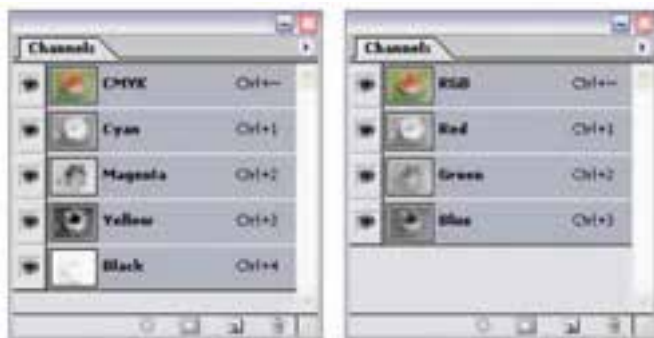 Channels
CMYK Ctrl+~
Cyan Ctrl+1
Magenta Ctrl+2
Yellow Ctrl+3
Black Ctrl+4
Channels
RGB Ctrl+~
Red Ctrl+1
Green Ctrl+2
Blue Ctrl+3